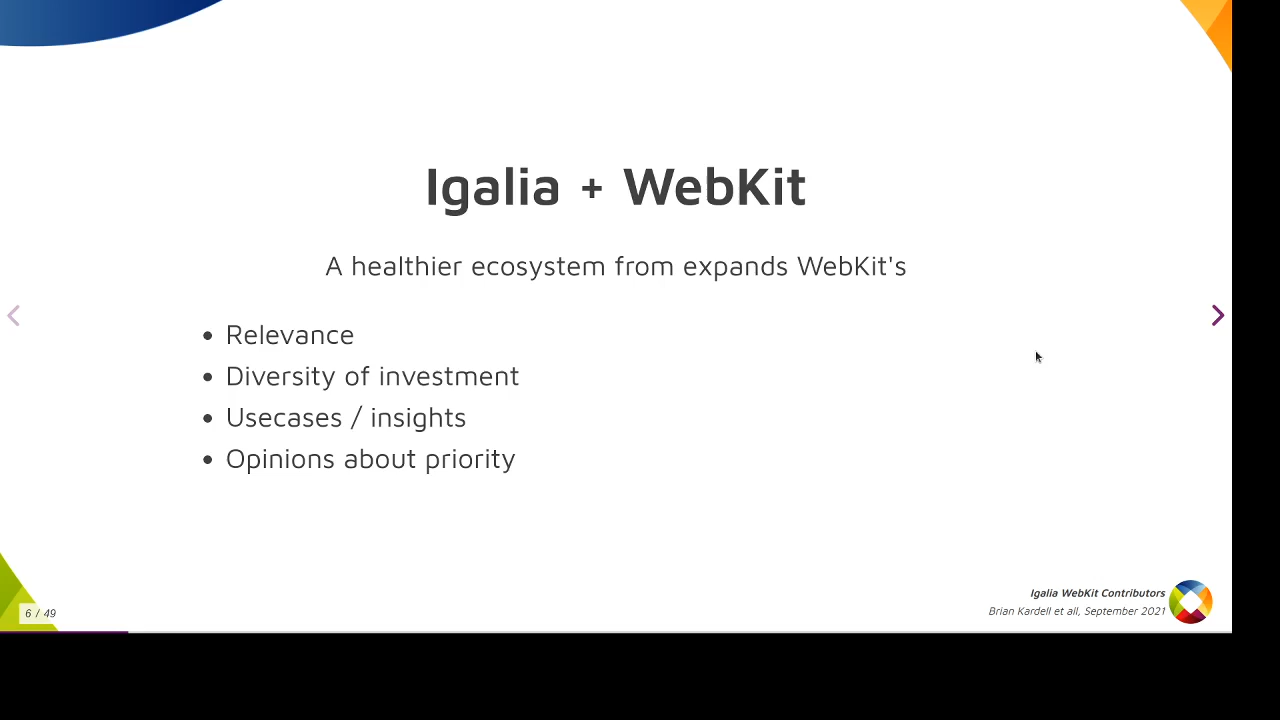 Igalia + WebKit
A healthier ecosystem from expands WebKit's
• Relevance
• Diversity of investment
• Usecases / insights
• Opinions about priority
Igalia WebKit Contributors
Brian Kardell et all, September 2021
6 / 49